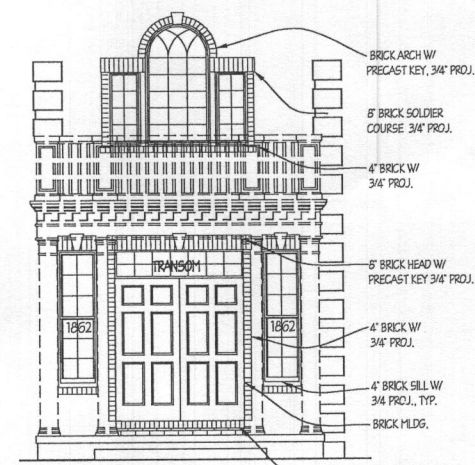 BRICK ARCH W/
PRECAST KEY, 3/4" PROJ.
8" BRICK SOLDIER
COURSE 3/4" PROJ.
4" BRICK W/
3/4" PROJ.
8" BRICK HEAD W/
PRECAST KEY 3/4" PROJ.
TRANSOM
1862
1862
4" BRICK W/
3/4" PROJ.
4" BRICK SILL W/
3/4 PROJ., TYP.
BRICK MLDG.